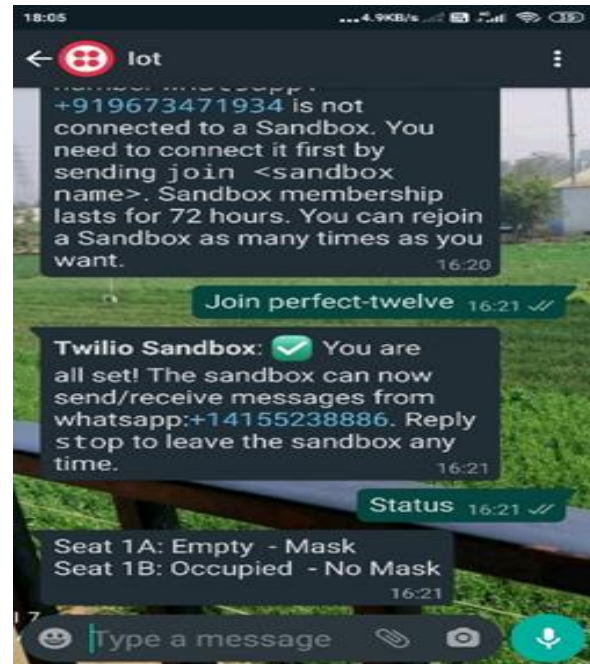 18:05
...4.9KB/s
Iot
number whatsapp:
+919673471934 is not
connected to a Sandbox. You
need to connect it first by
sending join <sandbox
name>. Sandbox membership
lasts for 72 hours. You can rejoin
a Sandbox as many times as you
want.
16:20
Join perfect-twelve 16:21
Twilio Sandbox: ✅ You are
all set! The sandbox can now
send/receive messages from
whatsapp:+14155238886. Reply
stop to leave the sandbox any
time.
16:21
Status 16:21
Seat 1A: Empty - Mask
Seat 1B: Occupied - No Mask
16:21
Type a message